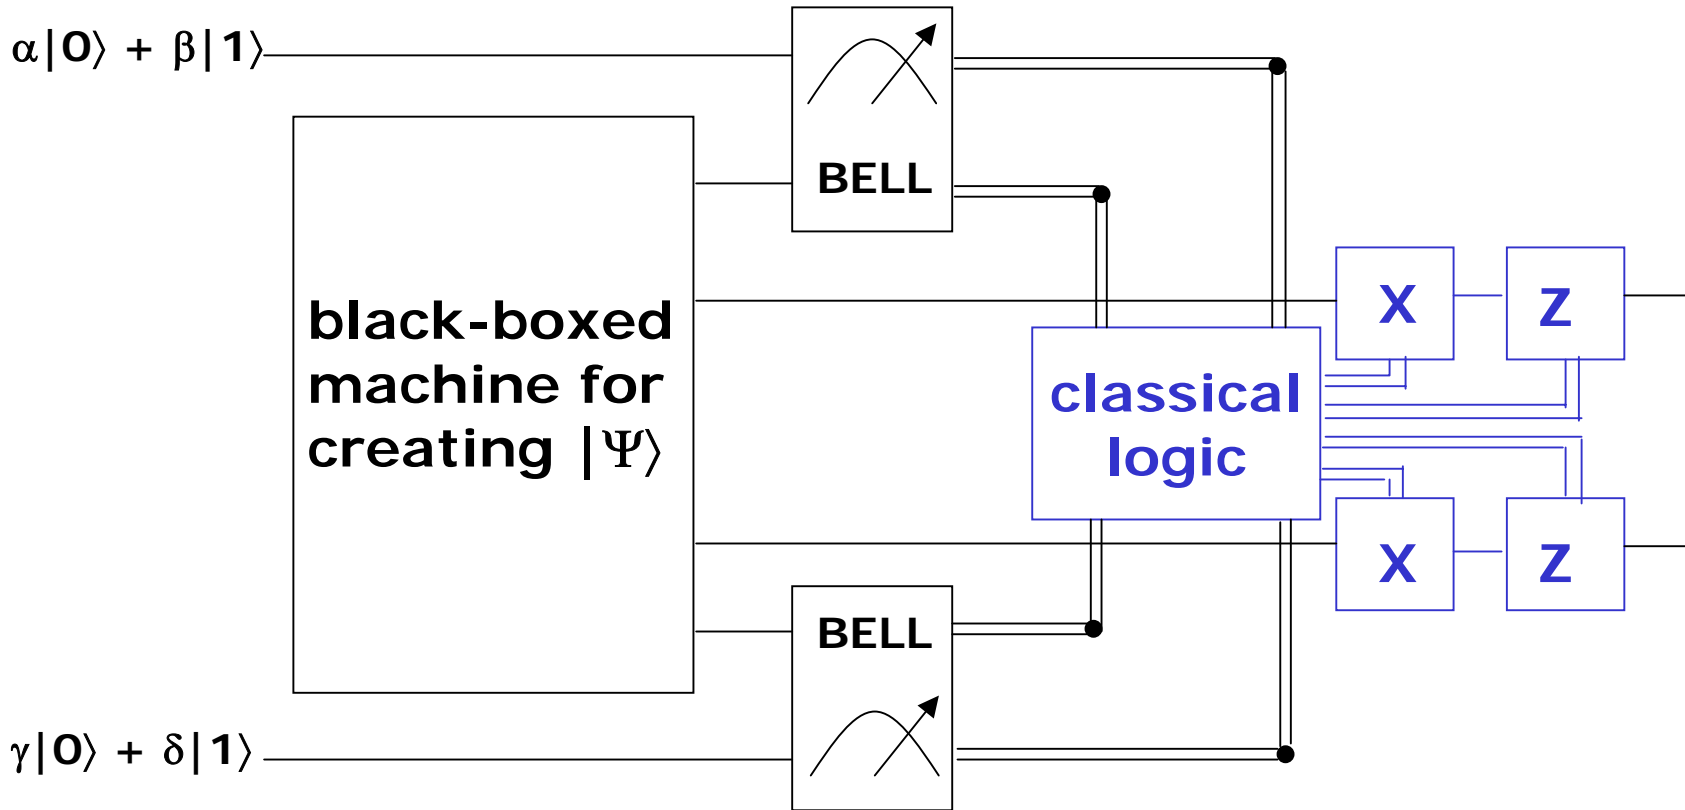 α|0⟩ + β|1⟩
BELL
black-boxed
machine for
creating |Ψ⟩
X
Z
classical
logic
X
Z
BELL
γ|0⟩ + δ|1⟩